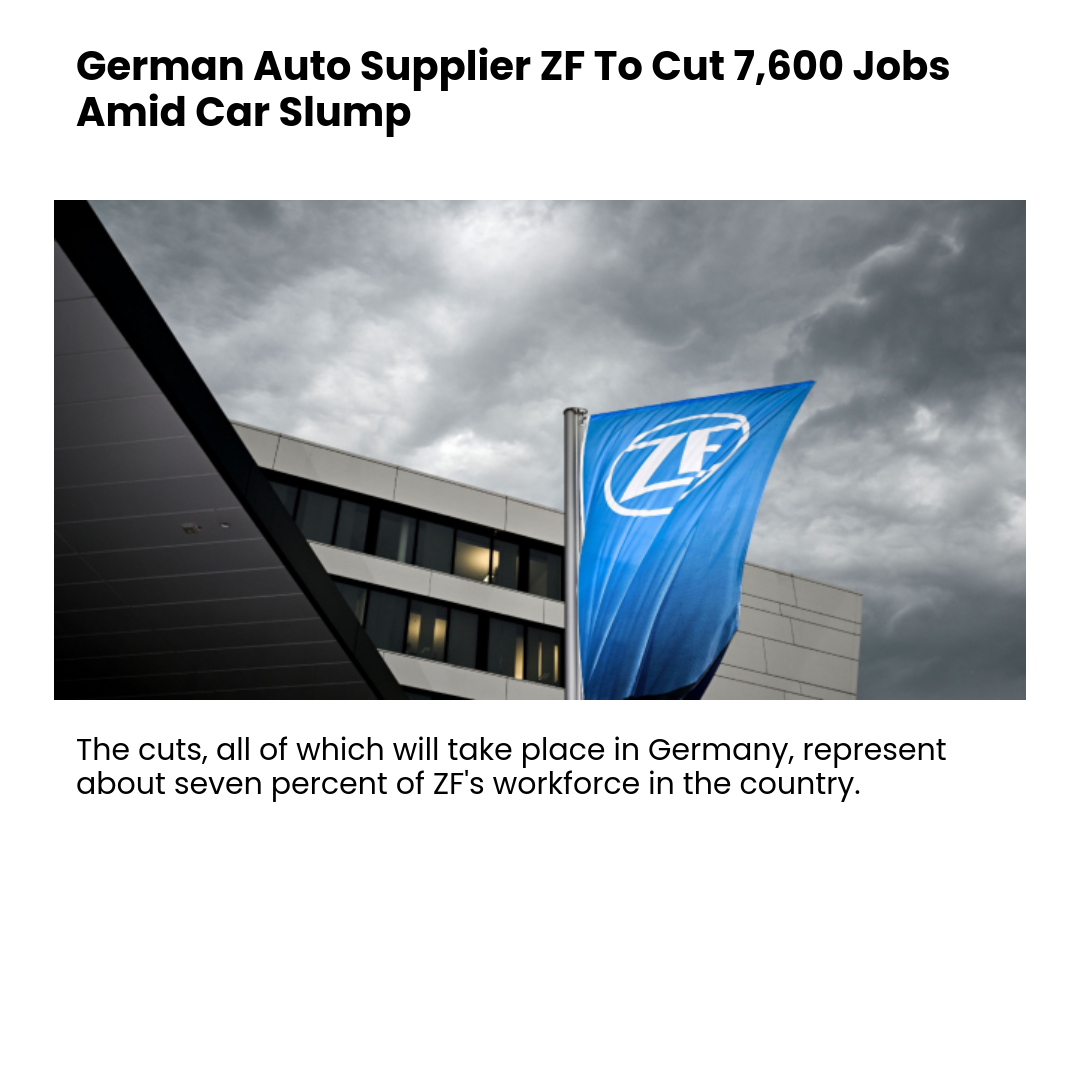 German Auto Supplier ZF To Cut 7,600 Jobs
Amid Car Slump
ZF
The cuts, all of which will take place in Germany, represent
about seven percent of ZF's workforce in the country.